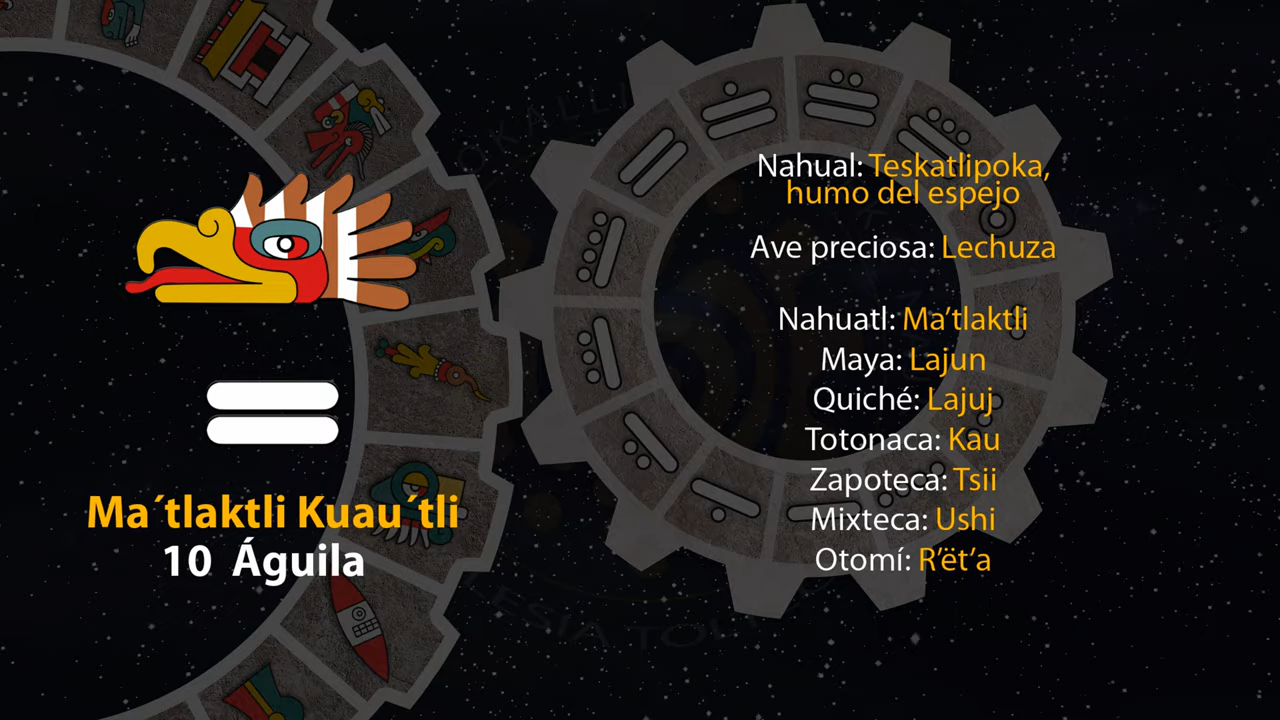 Ma´tlaktli Kuau´tli
10 Águila
Nahual: Teskatlipoka,
humo del espejo
Ave preciosa: Lechuza
Nahuatl: Ma’tlaktli
Maya: Lajun
Quiché: Lajuj
Totonaca: Kau
Zapoteca: Tsii
Mixteca: Ushi
Otomí: R’ët’a